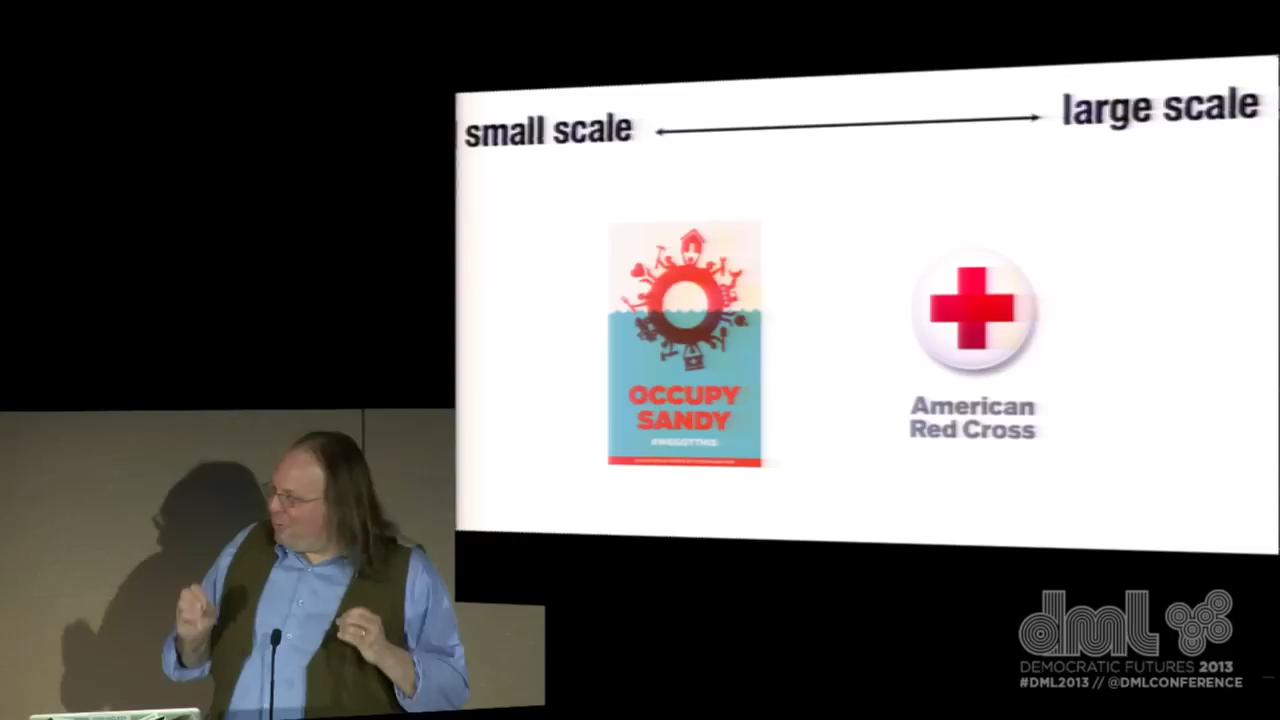 small scale
large scale
OCCUPY
SANDY
#WEGOTTHIS
American
Red Cross
dml
DEMOCRATIC FUTURES 2013
#DML2013 // @DMLCONFERENCE